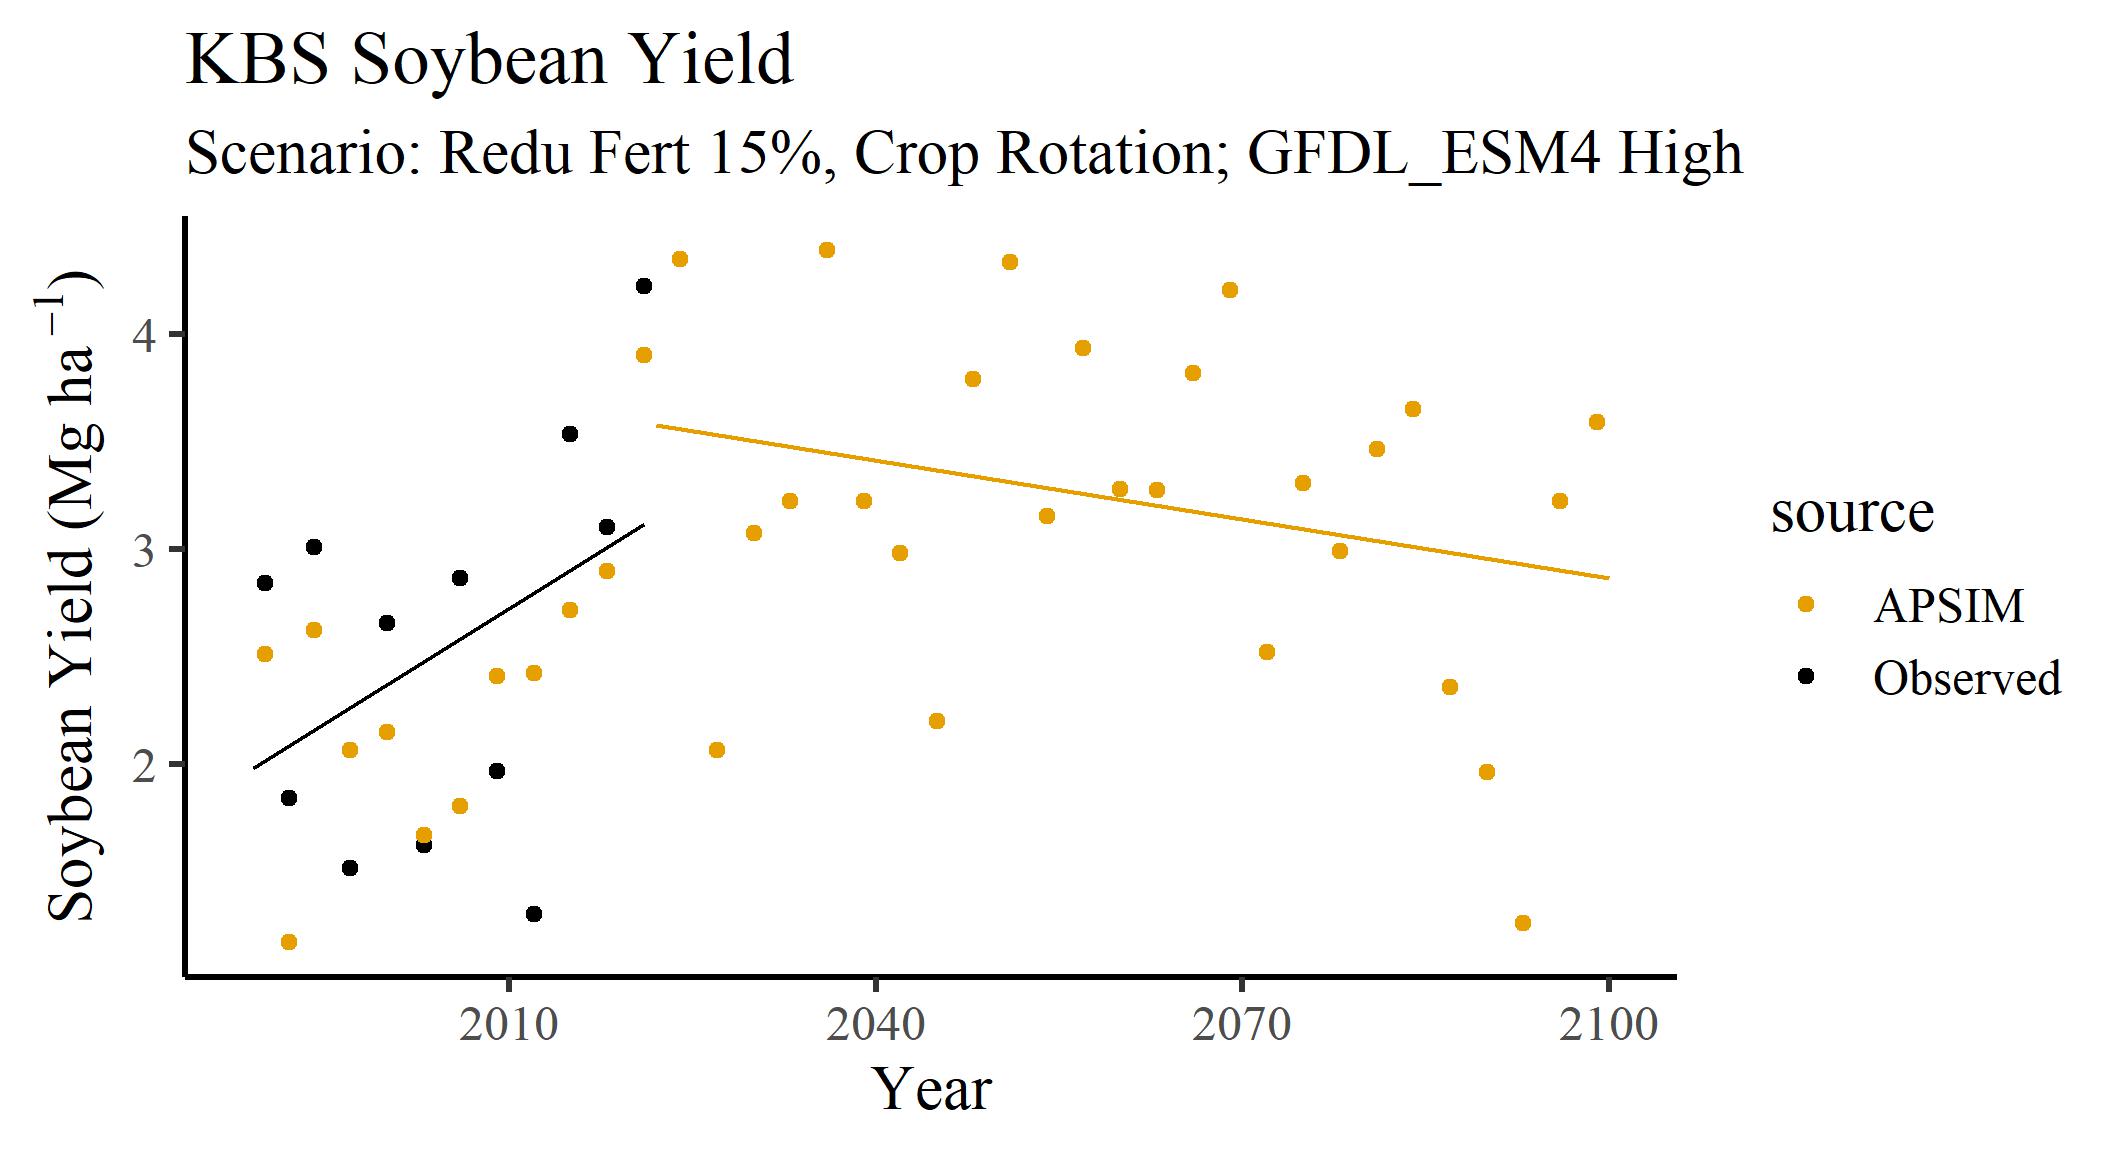 KBS Soybean Yield
Scenario: Redu Fert 15%, Crop Rotation; GFDL_ESM4 High
Soybean Yield (Mg ha⁻¹)
4
3
2
2010
2040
2070
2100
Year
source
APSIM
Observed